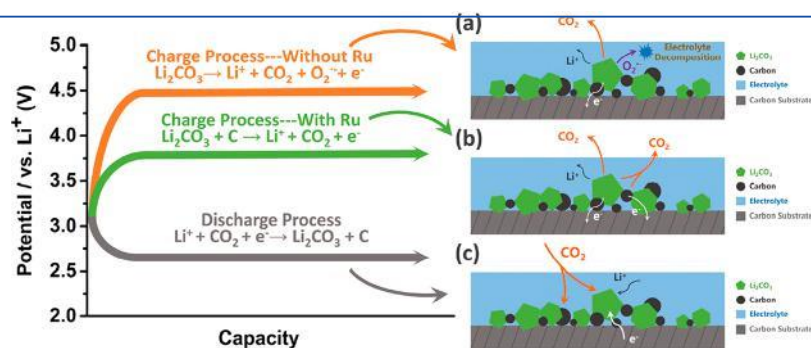 Potential / vs. Li⁺ (V)
5.0
4.5
4.0
3.75
3.5
3.0
2.5
2.0
Capacity
Charge Process---Without Ru
Li₂CO₃→ Li⁺ + CO₂ + O₂·⁻+ e⁻
Charge Process---With Ru
Li₂CO₃ + C → Li⁺ + CO₂ + e⁻
Discharge Process
Li⁺ + CO₂ + e⁻→ Li₂CO₃ + C
(a)
CO₂
Li⁺
O₂·⁻
Electrolyte
Decomposition
e⁻
Li₂CO₃
Carbon
Electrolyte
Carbon Substrate
(b)
CO₂
CO₂
Li⁺
e⁻
e⁻
Li₂CO₃
Carbon
Electrolyte
Carbon Substrate
(c)
CO₂
Li⁺
e⁻
Li₂CO₃
Carbon
Electrolyte
Carbon Substrate